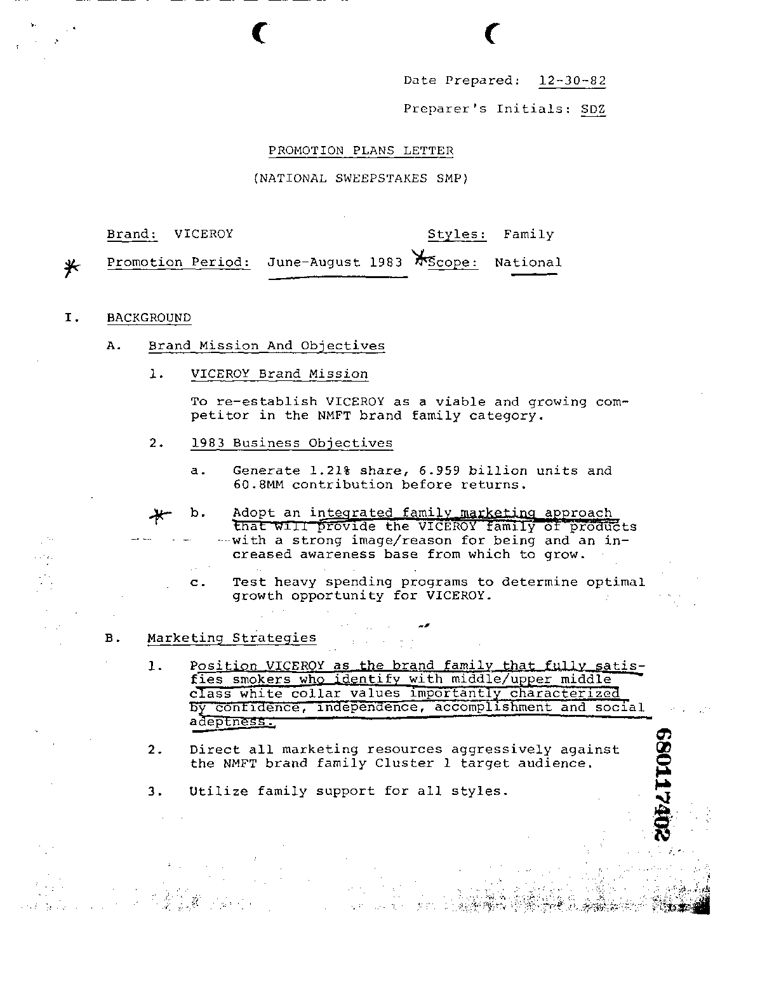 Date Prepared: 12-30-82
Preparer's Initials: SDZ
PROMOTION PLANS LETTER
(NATIONAL SWEEPSTAKES SMP)
Brand: VICEROY Styles: Family
Promotion Period: June-August 1983 Scope: National
I. BACKGROUND
A. Brand Mission And Objectives
1. VICEROY Brand Mission
To re-establish VICEROY as a viable and growing com-
petitor in the NMFT brand family category.
2. 1983 Business Objectives
a. Generate 1.21% share, 6.959 billion units and
60.8MM contribution before returns.
b. Adopt an integrated family marketing approach
that will provide the VICEROY family of products
with a strong image/reason for being and an in-
creased awareness base from which to grow.
c. Test heavy spending programs to determine optimal
growth opportunity for VICEROY.
B. Marketing Strategies
1. Position VICEROY as the brand family that fully satis-
fies smokers who identify with middle/upper middle
class white collar values importantly characterized
by confidence, independence, accomplishment and social
adeptness.
2. Direct all marketing resources aggressively against
the NMFT brand family Cluster 1 target audience.
3. Utilize family support for all styles.
680117402